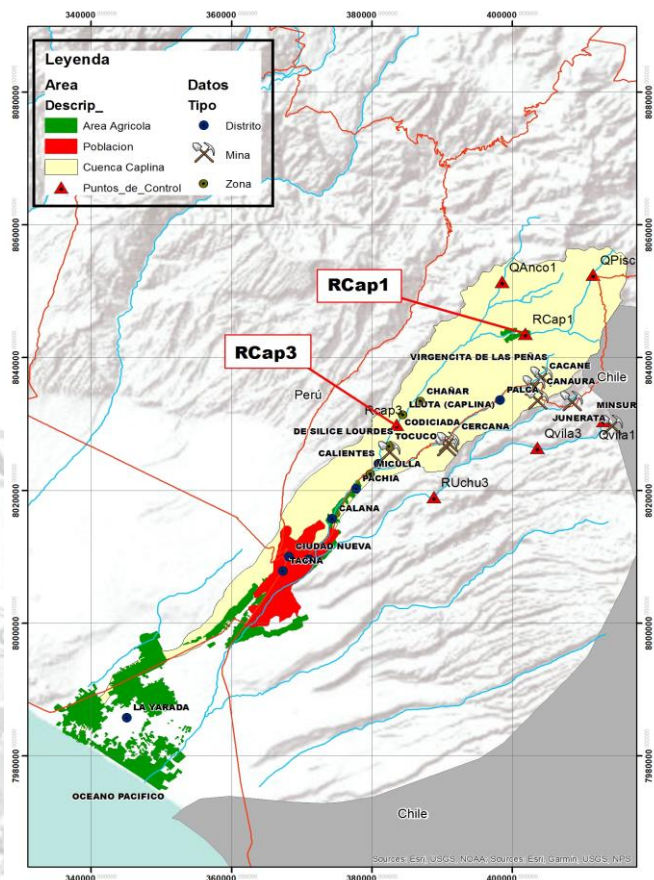 340000
360000
380000
400000
Leyenda
Area
Descrip_
Area Agricola
Poblacion
Cuenca Caplina
Puntos_de_Control
Datos
Tipo
Distrito
Mina
Zona
8080000
8080000
8060000
8060000
QAnco1
QPisc
RCap1
RCap1
RCap3
VIRGENCITA DE LAS PEÑAS
CACANE
8040000
8040000
Perú
CANAURA
Chile
CHAÑAR
PALCA
MINSUR
Rcap3
LLUTA (CAPLINA)
JUNERATA
CODICIADA
DE SILICE LOURDES
CERCANA
TOCUCO
Qvila3
Qvila1
CALIENTES
MICULLA
PACHIA
RUchu3
8020000
8020000
CALANA
CIUDAD NUEVA
TACNA
8000000
8000000
LA YARADA
7980000
7980000
OCEANO PACIFICO
Chile
Sources: Esri, USGS, NOAA, Sources: Esri, Garmin, USGS, NPS
340000
360000
380000
400000